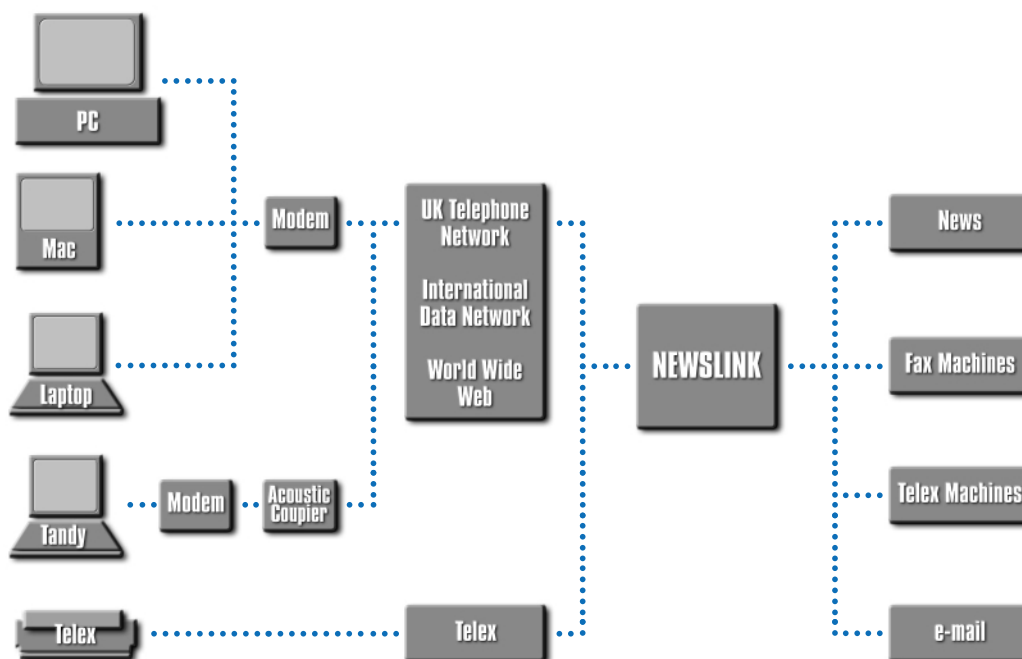 PC
Mac
Laptop
Tandy
Telex
Modem
Modem
Acoustic
Coupier
UK Telephone
Network
International
Data Network
World Wide
Web
Telex
NEWSLINK
News
Fax Machines
Telex Machines
e-mail